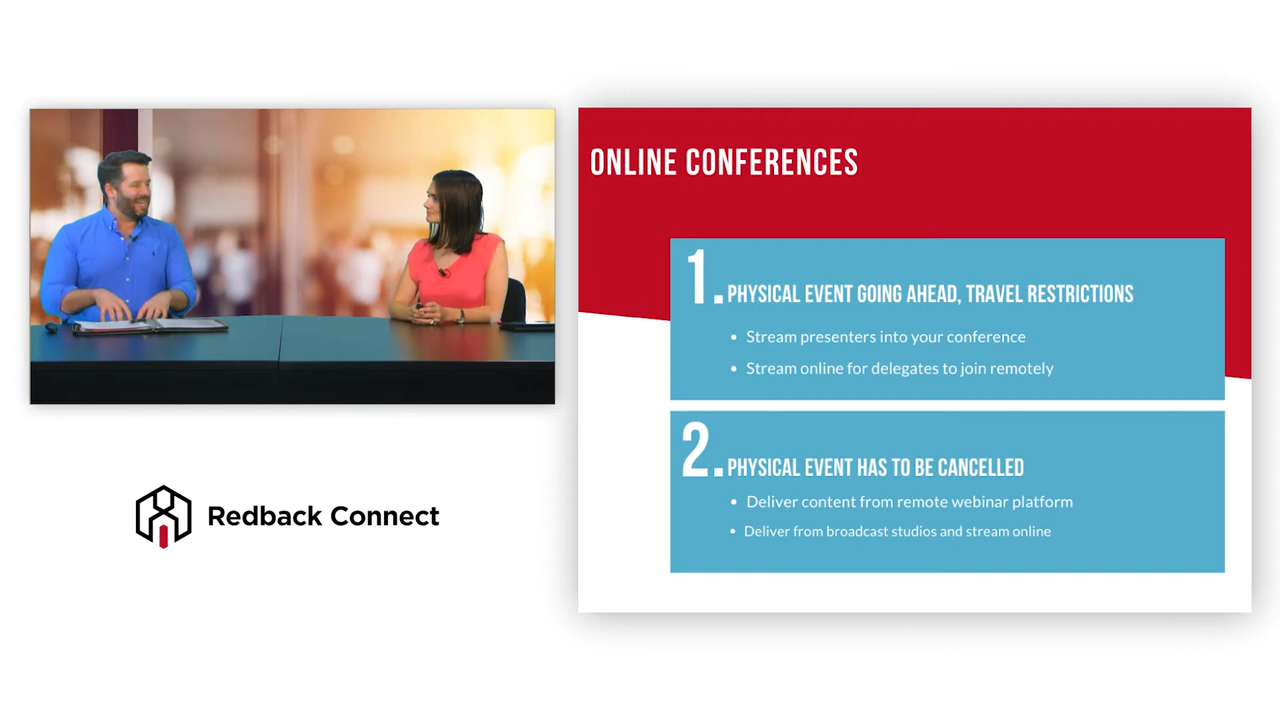 Redback Connect
ONLINE CONFERENCES
1. PHYSICAL EVENT GOING AHEAD, TRAVEL RESTRICTIONS
• Stream presenters into your conference
• Stream online for delegates to join remotely
2. PHYSICAL EVENT HAS TO BE CANCELLED
• Deliver content from remote webinar platform
• Deliver from broadcast studios and stream online